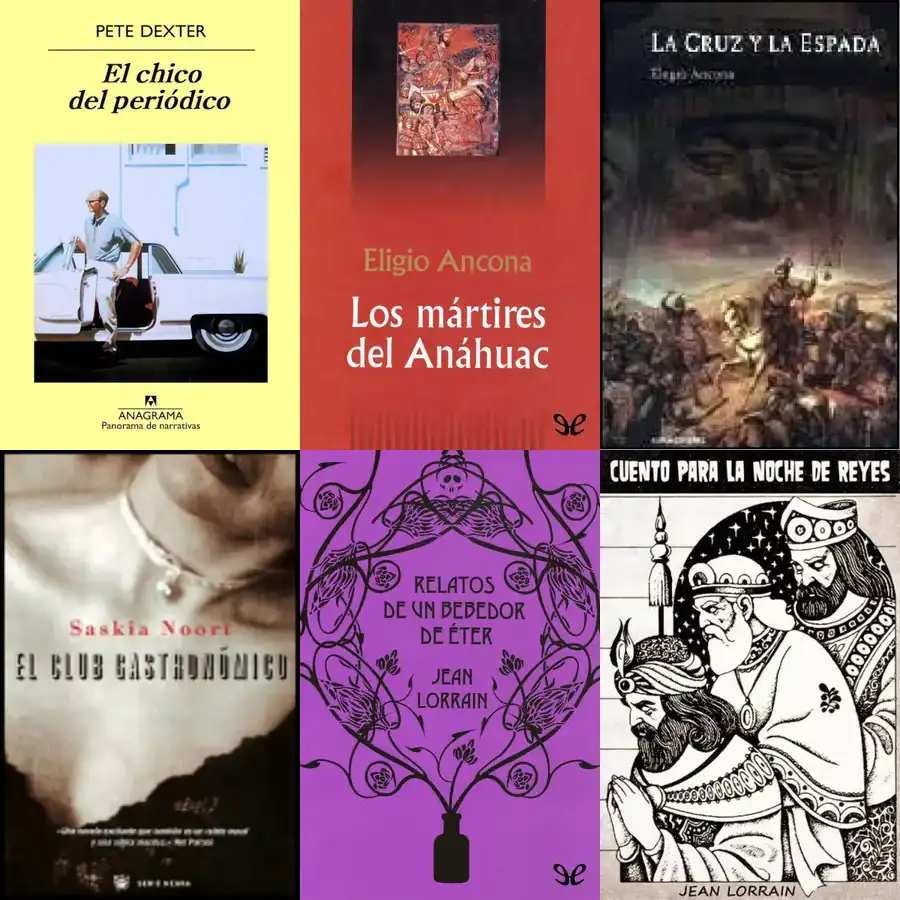 PETE DEXTER
El chico
del periódico
ANAGRAMA
Panorama de narrativas
Eligio Ancona
Los mártires
del Anáhuac
LA CRUZ Y LA ESPADA
Eligio Ancona
Saskia Noort
EL CLUB GASTRONÓMICO
SERIE NEGRA
RELATOS
DE UN BEBEDOR
DE ÉTER
JEAN
LORRAIN
CUENTO PARA LA NOCHE DE REYES
JEAN LORRAIN